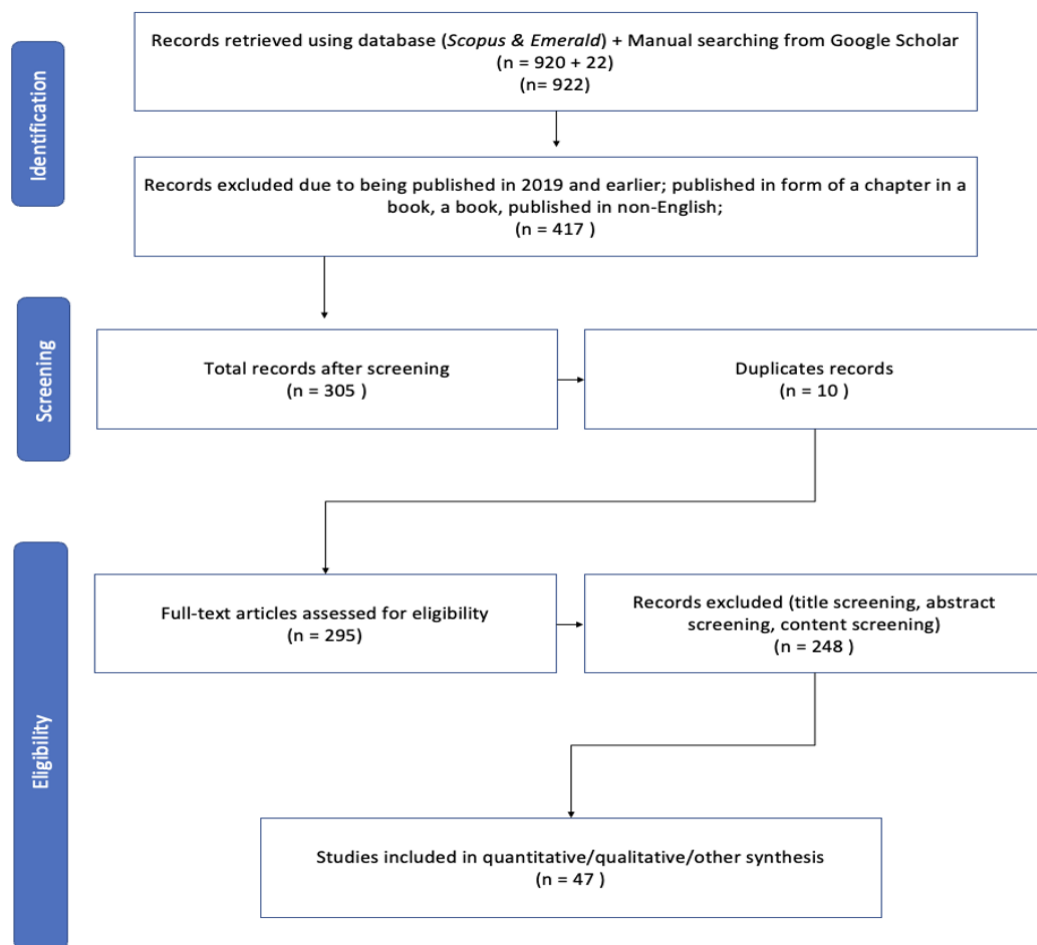 Identification
Records retrieved using database (Scopus & Emerald) + Manual searching from Google Scholar
(n = 920 + 22)
(n= 922)
Records excluded due to being published in 2019 and earlier; published in form of a chapter in a
book, a book, published in non-English;
(n = 417 )
Screening
Total records after screening
(n = 305 )
Duplicates records
(n = 10 )
Eligibility
Full-text articles assessed for eligibility
(n = 295)
Records excluded (title screening, abstract
screening, content screening)
(n = 248 )
Studies included in quantitative/qualitative/other synthesis
(n = 47 )